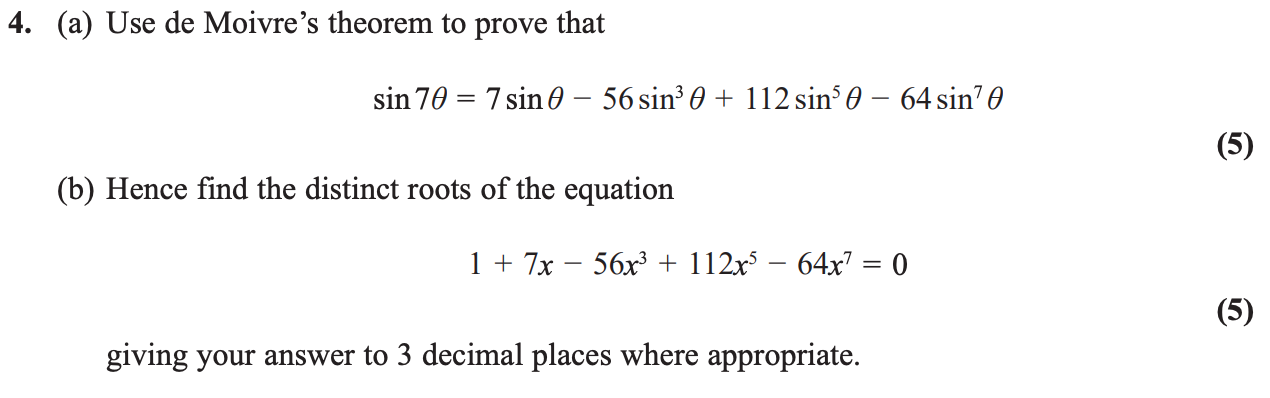 4. (a) Use de Moivre’s theorem to prove that
sin 7θ = 7 sin θ − 56 sin³ θ + 112 sin⁵ θ − 64 sin⁷ θ
(5)
(b) Hence find the distinct roots of the equation
1 + 7x − 56x³ + 112x⁵ − 64x⁷ = 0
(5)
giving your answer to 3 decimal places where appropriate.